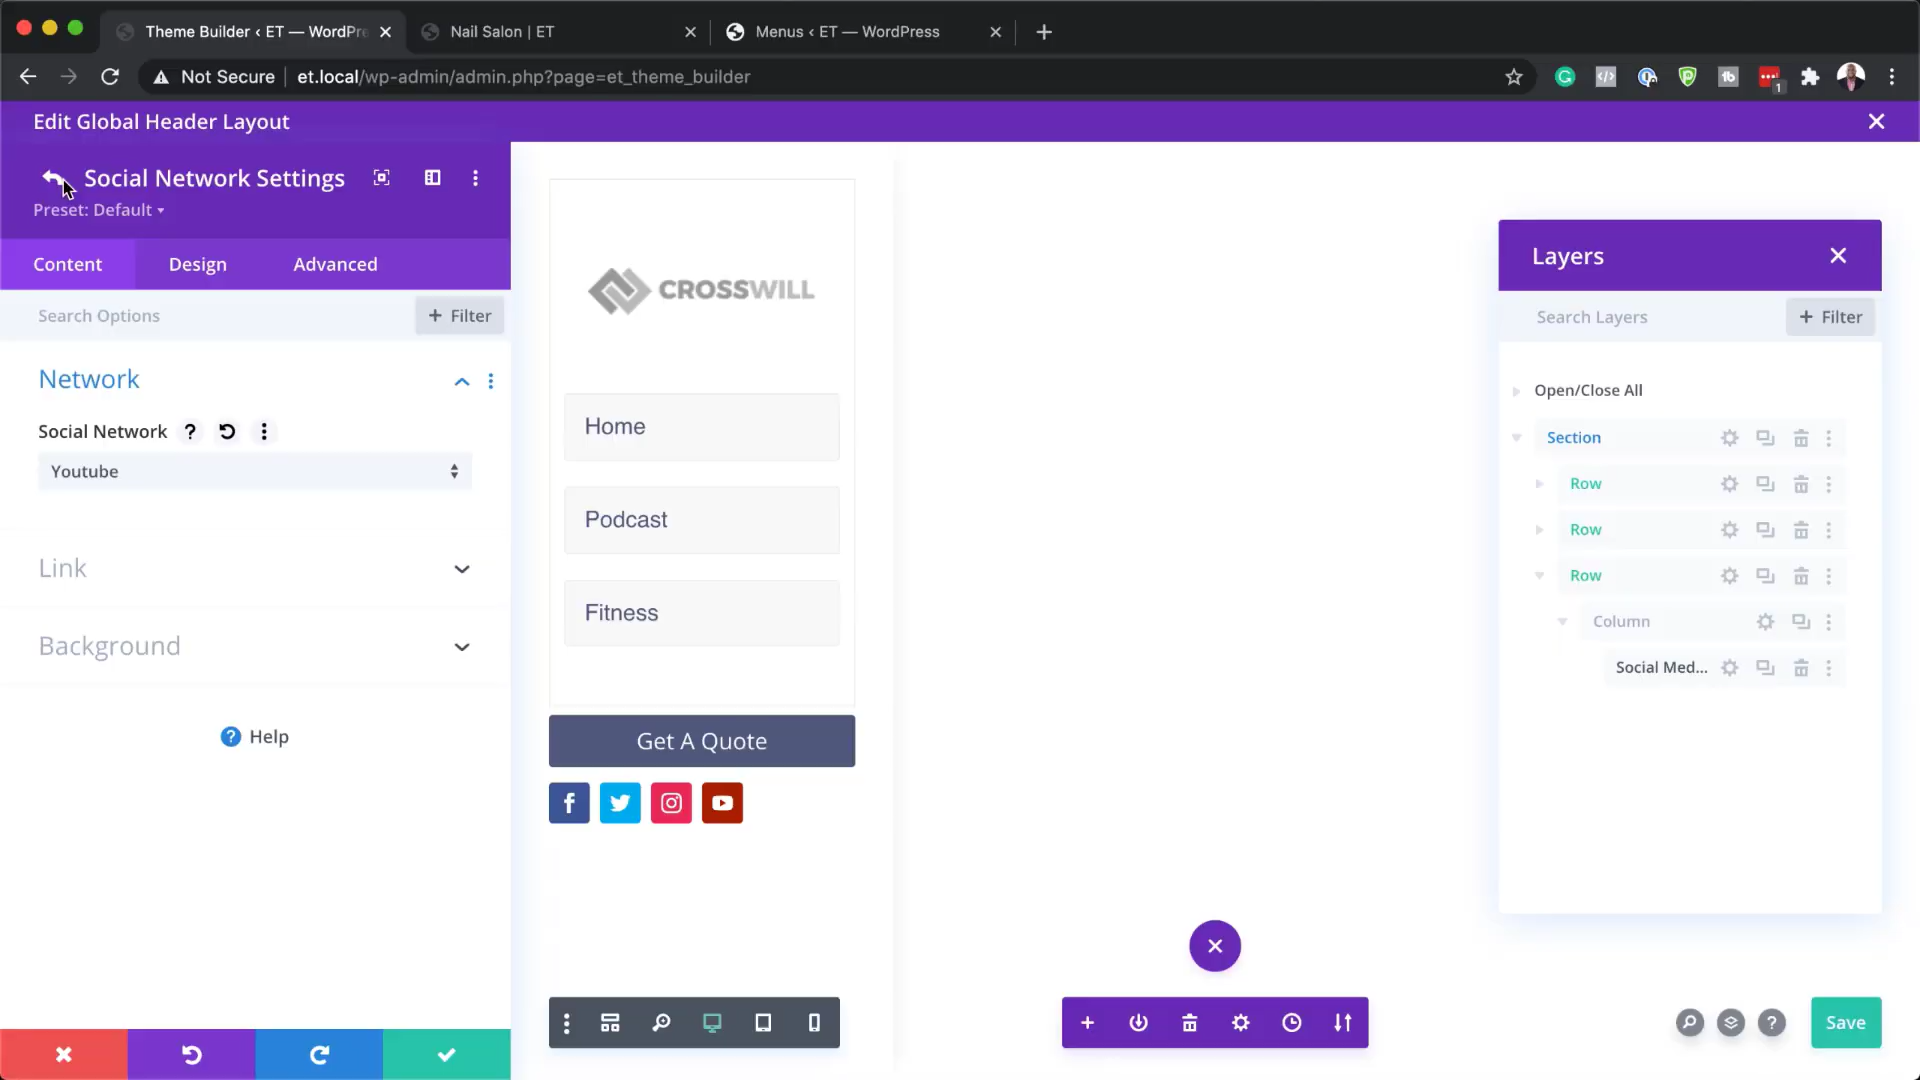 Theme Builder ‹ ET — WordPre
Nail Salon | ET
Menus ‹ ET — WordPress
Not Secure
et.local/wp-admin/admin.php?page=et_theme_builder
1
Edit Global Header Layout
Social Network Settings
Preset: Default
Content
Design
Advanced
Search Options
+ Filter
Network
Social Network
Youtube
Link
Background
Help
CROSSWILL
Home
Podcast
Fitness
Get A Quote
Layers
Search Layers
+ Filter
Open/Close All
Section
Row
Row
Row
Column
Social Med...
Save